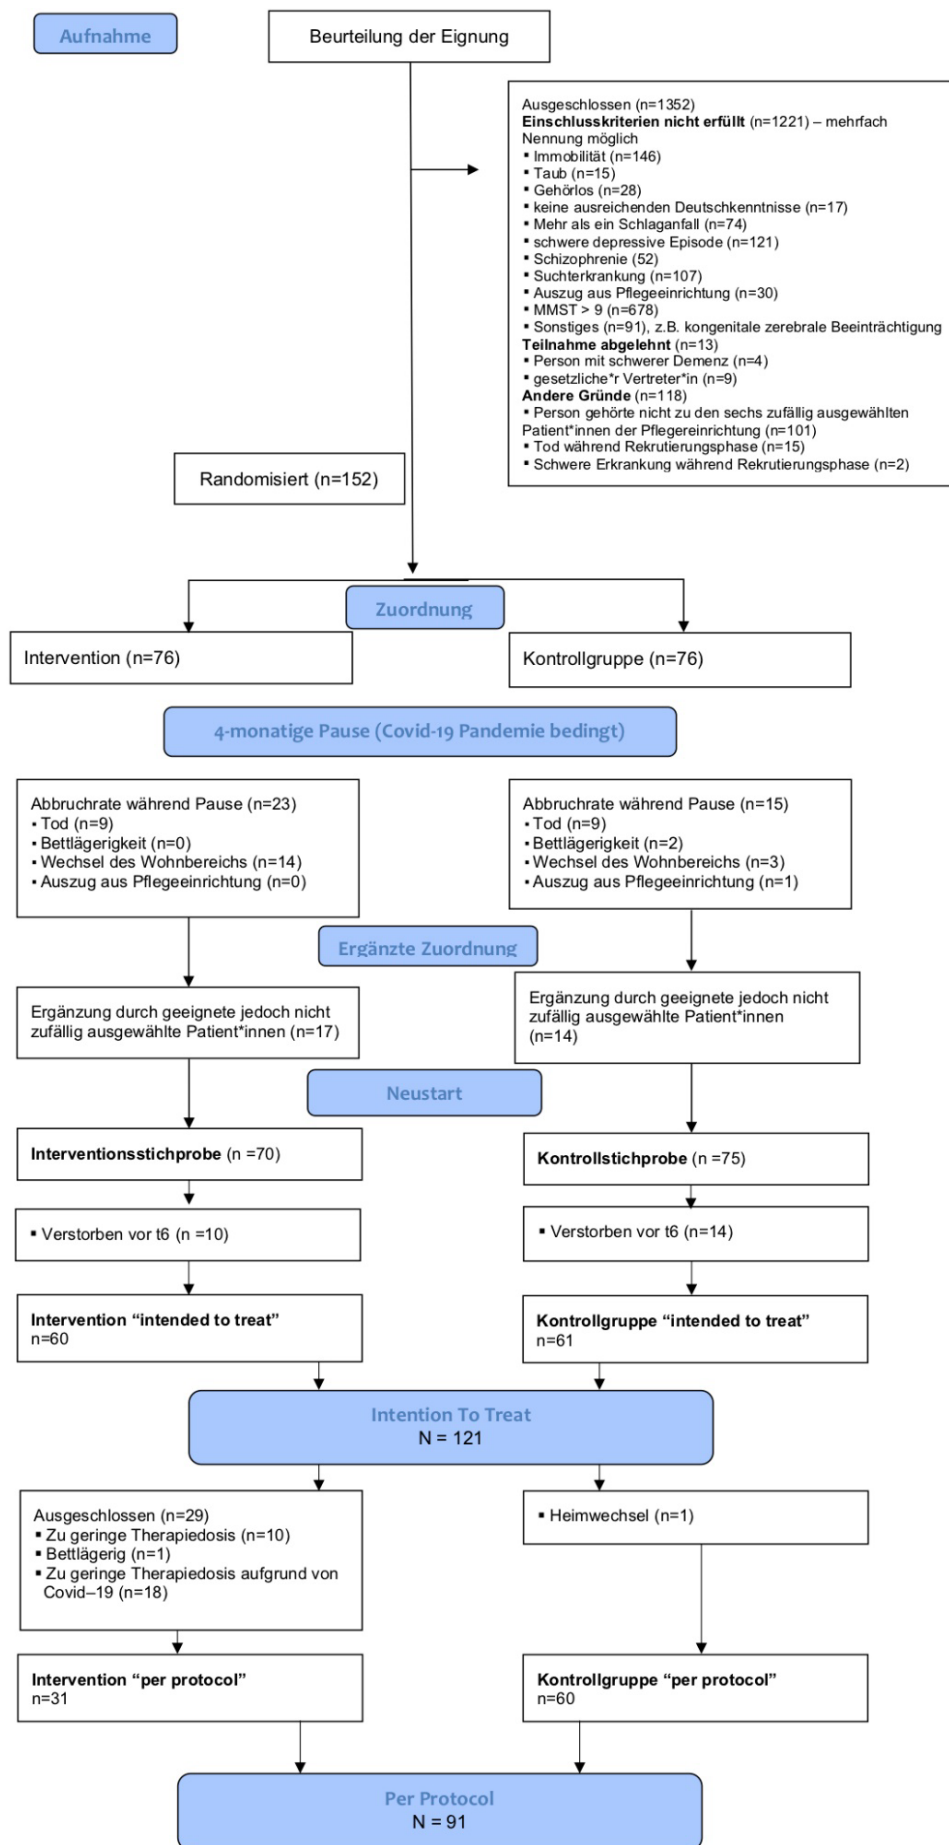 Aufnahme
Beurteilung der Eignung
Ausgeschlossen (n=1352)
Einschlusskriterien nicht erfüllt (n=1221) – mehrfach
Nennung möglich
▪ Immobilität (n=146)
▪ Taub (n=15)
▪ Gehörlos (n=28)
▪ keine ausreichenden Deutschkenntnisse (n=17)
▪ Mehr als ein Schlaganfall (n=74)
▪ schwere depressive Episode (n=121)
▪ Schizophrenie (52)
▪ Suchterkrankung (n=107)
▪ Auszug aus Pflegeeinrichtung (n=30)
▪ MMST > 9 (n=678)
▪ Sonstiges (n=91), z.B. kongenitale zerebrale Beeinträchtigung
Teilnahme abgelehnt (n=13)
▪ Person mit schwerer Demenz (n=4)
▪ gesetzliche*r Vertreter*in (n=9)
Andere Gründe (n=118)
▪ Person gehörte nicht zu den sechs zufällig ausgewählten
Patient*innen der Pflegereinrichtung (n=101)
▪ Tod während Rekrutierungsphase (n=15)
▪ Schwere Erkrankung während Rekrutierungsphase (n=2)
Randomisiert (n=152)
Zuordnung
Intervention (n=76)
Kontrollgruppe (n=76)
4-monatige Pause (Covid-19 Pandemie bedingt)
Abbruchrate während Pause (n=23)
▪ Tod (n=9)
▪ Bettlägerigkeit (n=0)
▪ Wechsel des Wohnbereichs (n=14)
▪ Auszug aus Pflegeeinrichtung (n=0)
Abbruchrate während Pause (n=15)
▪ Tod (n=9)
▪ Bettlägerigkeit (n=2)
▪ Wechsel des Wohnbereichs (n=3)
▪ Auszug aus Pflegeeinrichtung (n=1)
Ergänzte Zuordnung
Ergänzung durch geeignete jedoch nicht
zufällig ausgewählte Patient*innen (n=17)
Ergänzung durch geeignete jedoch nicht
zufällig ausgewählte Patient*innen
(n=14)
Neustart
Interventionsstichprobe (n =70)
Kontrollstichprobe (n =75)
▪ Verstorben vor t6 (n =10)
▪ Verstorben vor t6 (n=14)
Intervention “intended to treat”
n=60
Kontrollgruppe “intended to treat”
n=61
Intention To Treat
N = 121
Ausgeschlossen (n=29)
▪ Zu geringe Therapiedosis (n=10)
▪ Bettlägerig (n=1)
▪ Zu geringe Therapiedosis aufgrund von
Covid–19 (n=18)
▪ Heimwechsel (n=1)
Intervention “per protocol”
n=31
Kontrollgruppe “per protocol”
n=60
Per Protocol
N = 91